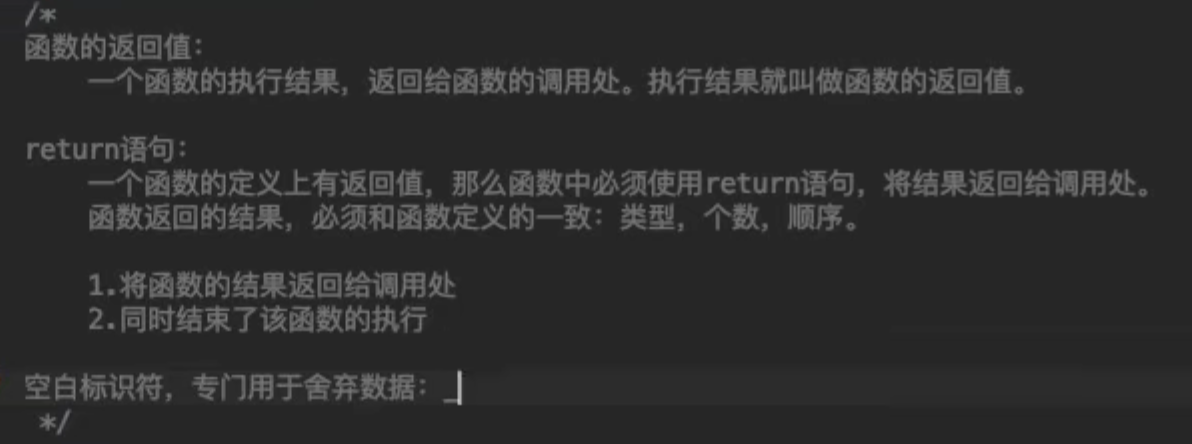 /*
函数的返回值：
一个函数的执行结果，返回给函数的调用处。执行结果就叫做函数的返回值。
return语句：
一个函数的定义上有返回值，那么函数中必须使用return语句，将结果返回给调用处。
函数返回的结果，必须和函数定义的一致：类型，个数，顺序。
1.将函数的结果返回给调用处
2.同时结束了该函数的执行
空白标识符，专门用于舍弃数据：_
*/